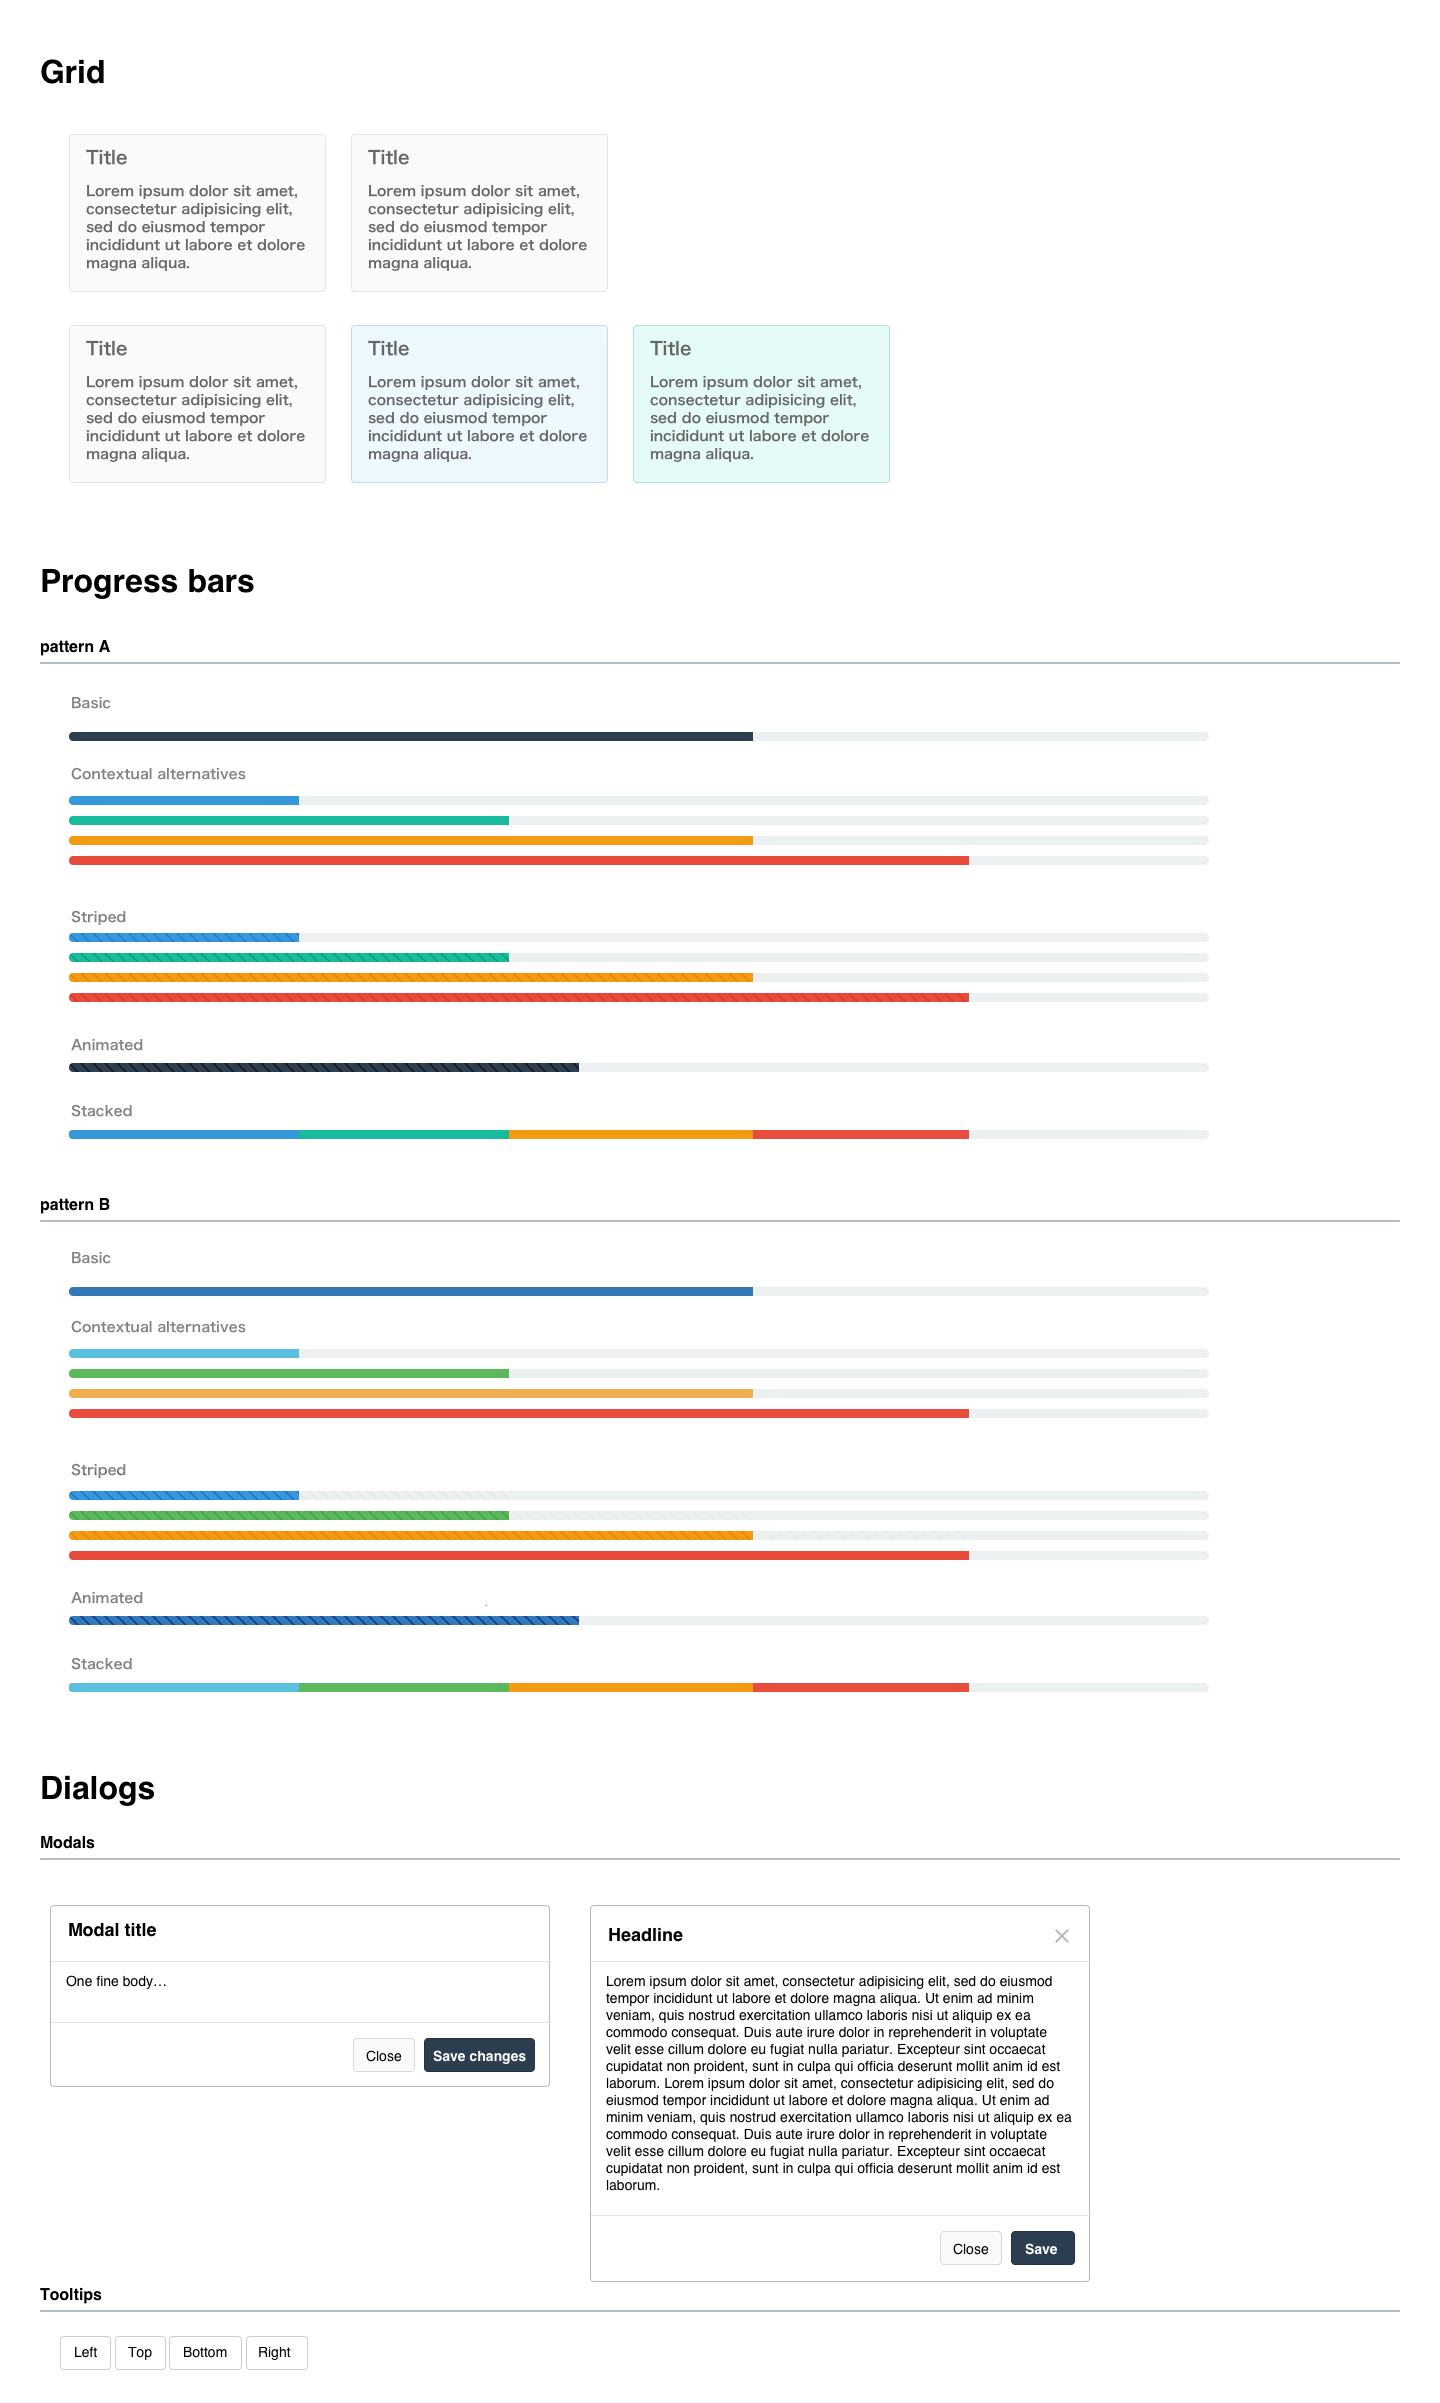 Grid
Title
Lorem ipsum dolor sit amet,
consectetur adipisicing elit,
sed do eiusmod tempor
incididunt ut labore et dolore
magna aliqua.
Title
Lorem ipsum dolor sit amet,
consectetur adipisicing elit,
sed do eiusmod tempor
incididunt ut labore et dolore
magna aliqua.
Title
Lorem ipsum dolor sit amet,
consectetur adipisicing elit,
sed do eiusmod tempor
incididunt ut labore et dolore
magna aliqua.
Title
Lorem ipsum dolor sit amet,
consectetur adipisicing elit,
sed do eiusmod tempor
incididunt ut labore et dolore
magna aliqua.
Title
Lorem ipsum dolor sit amet,
consectetur adipisicing elit,
sed do eiusmod tempor
incididunt ut labore et dolore
magna aliqua.
Progress bars
pattern A
Basic
Contextual alternatives
Striped
Animated
Stacked
pattern B
Basic
Contextual alternatives
Striped
Animated
Stacked
Dialogs
Modals
Modal title
One fine body…
Close
Save changes
Headline
Lorem ipsum dolor sit amet, consectetur adipisicing elit, sed do eiusmod
tempor incididunt ut labore et dolore magna aliqua. Ut enim ad minim
veniam, quis nostrud exercitation ullamco laboris nisi ut aliquip ex ea
commodo consequat. Duis aute irure dolor in reprehenderit in voluptate
velit esse cillum dolore eu fugiat nulla pariatur. Excepteur sint occaecat
cupidatat non proident, sunt in culpa qui officia deserunt mollit anim id est
laborum. Lorem ipsum dolor sit amet, consectetur adipisicing elit, sed do
eiusmod tempor incididunt ut labore et dolore magna aliqua. Ut enim ad
minim veniam, quis nostrud exercitation ullamco laboris nisi ut aliquip ex ea
commodo consequat. Duis aute irure dolor in reprehenderit in voluptate
velit esse cillum dolore eu fugiat nulla pariatur. Excepteur sint occaecat
cupidatat non proident, sunt in culpa qui officia deserunt mollit anim id est
laborum.
Close
Save
Tooltips
Left
Top
Bottom
Right